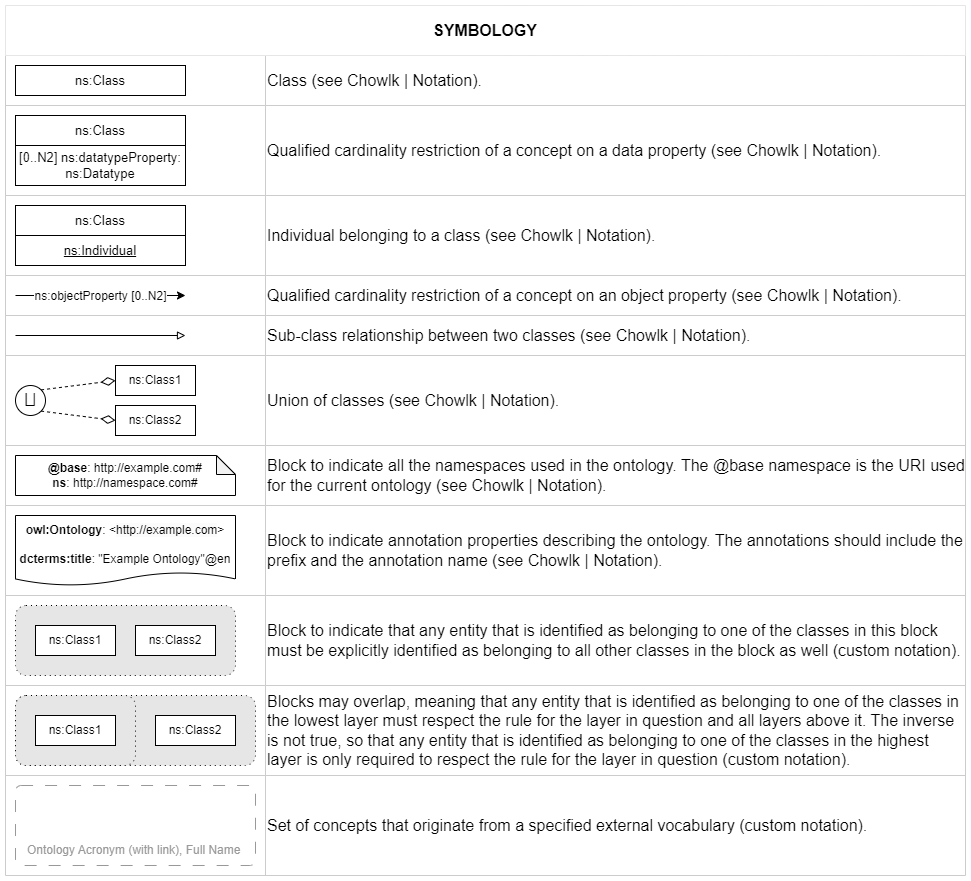 SYMBOLOGY
ns:Class
Class (see Chowlk | Notation).
ns:Class
[0..N2] ns:datatypeProperty:
ns:Datatype
Qualified cardinality restriction of a concept on a data property (see Chowlk | Notation).
ns:Class
ns:Individual
Individual belonging to a class (see Chowlk | Notation).
ns:objectProperty [0..N2]
Qualified cardinality restriction of a concept on an object property (see Chowlk | Notation).
Sub-class relationship between two classes (see Chowlk | Notation).
⨆
ns:Class1
ns:Class2
Union of classes (see Chowlk | Notation).
@base: http://example.com#
ns: http://namespace.com#
Block to indicate all the namespaces used in the ontology. The @base namespace is the URI used
for the current ontology (see Chowlk | Notation).
owl:Ontology: <http://example.com>
dcterms:title: "Example Ontology"@en
Block to indicate annotation properties describing the ontology. The annotations should include the
prefix and the annotation name (see Chowlk | Notation).
ns:Class1
ns:Class2
Block to indicate that any entity that is identified as belonging to one of the classes in this block
must be explicitly identified as belonging to all other classes in the block as well (custom notation).
ns:Class1
ns:Class2
Blocks may overlap, meaning that any entity that is identified as belonging to one of the classes in
the lowest layer must respect the rule for the layer in question and all layers above it. The inverse
is not true, so that any entity that is identified as belonging to one of the classes in the highest
layer is only required to respect the rule for the layer in question (custom notation).
Ontology Acronym (with link), Full Name
Set of concepts that originate from a specified external vocabulary (custom notation).